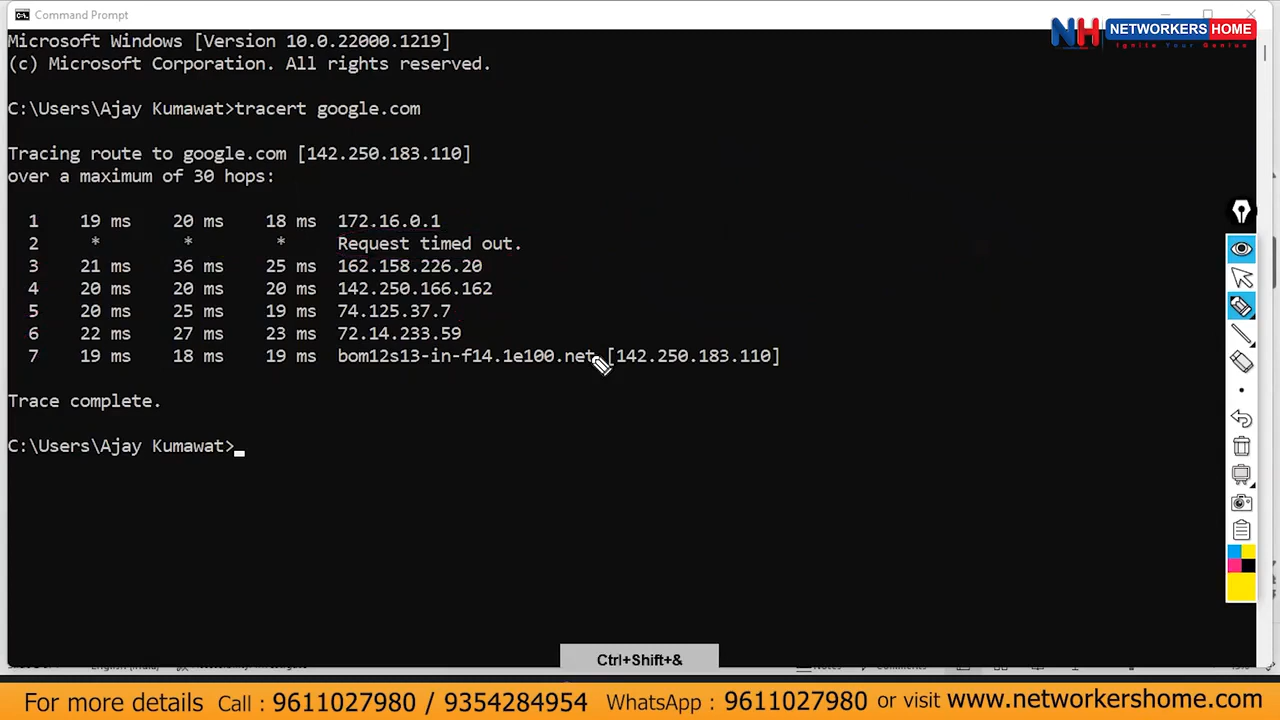 Command Prompt
NH NETWORKERS HOME
Ignite Your Genius
Microsoft Windows [Version 10.0.22000.1219]
(c) Microsoft Corporation. All rights reserved.
C:\Users\Ajay Kumawat>tracert google.com
Tracing route to google.com [142.250.183.110]
over a maximum of 30 hops:
1 19 ms 20 ms 18 ms 172.16.0.1
2 * * * Request timed out.
3 21 ms 36 ms 25 ms 162.158.226.20
4 20 ms 20 ms 20 ms 142.250.166.162
5 20 ms 25 ms 19 ms 74.125.37.7
6 22 ms 27 ms 23 ms 72.14.233.59
7 19 ms 18 ms 19 ms bom12s13-in-f14.1e100.net [142.250.183.110]
Trace complete.
C:\Users\Ajay Kumawat>
Ctrl+Shift+&
For more details Call : 9611027980 / 9354284954 WhatsApp : 9611027980 or visit www.networkershome.com